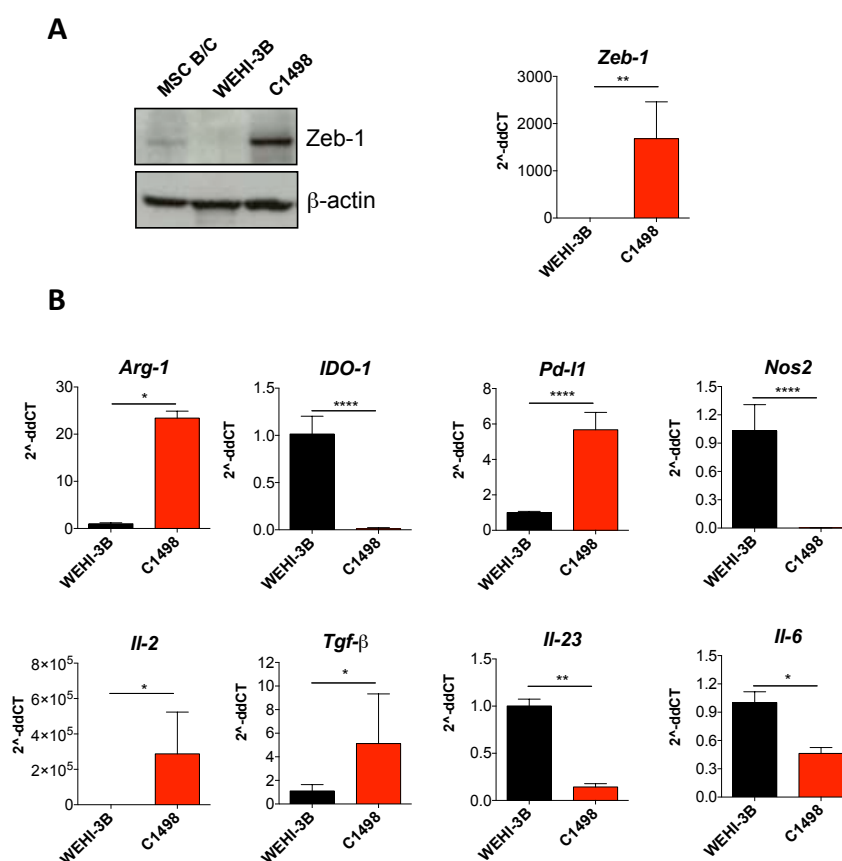 A
MSC B/C
WEHI-3B
C1498
Zeb-1
β-actin
Zeb-1
2^-ddCT
3000
2000
1000
0
**
WEHI-3B
C1498
B
Arg-1
2^-ddCT
30
20
10
0
*
WEHI-3B
C1498
IDO-1
2^-ddCT
1.5
1.0
0.5
0.0
****
WEHI-3B
C1498
Pd-l1
2^-ddCT
8
6
4
2
0
****
WEHI-3B
C1498
Nos2
2^-ddCT
1.5
1.2
0.9
0.6
0.3
0.0
****
WEHI-3B
C1498
Il-2
2^-ddCT
8×10⁵
6×10⁵
4×10⁵
2×10⁵
0
*
WEHI-3B
C1498
Tgf-β
2^-ddCT
12
10
8
6
4
2
0
*
WEHI-3B
C1498
Il-23
2^-ddCT
1.5
1.0
0.5
0.0
**
WEHI-3B
C1498
Il-6
2^-ddCT
1.5
1.2
0.9
0.6
0.3
0.0
*
WEHI-3B
C1498